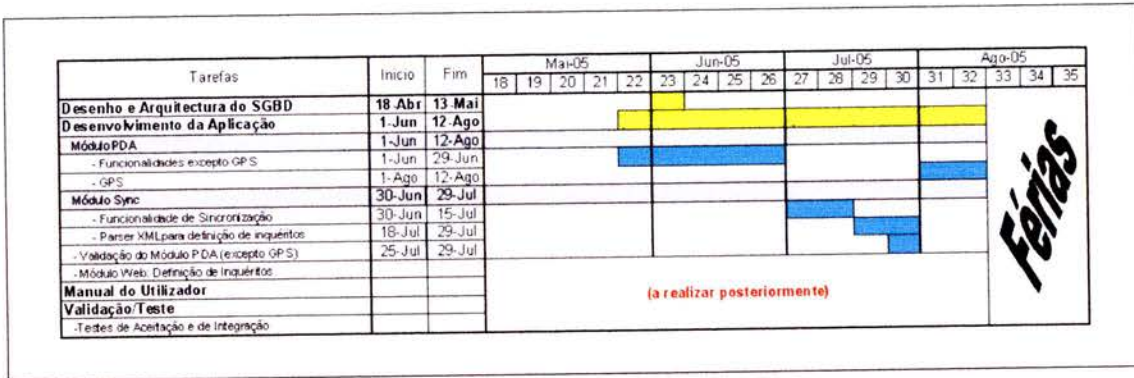 Tarefas Inicio Fim Mai-05 Jun-05 Jul-05 Ago-05
18 19 20 21 22 23 24 25 26 27 28 29 30 31 32 33 34 35
Desenho e Arquitectura do SGBD 18-Abr 13-Mai
Desenvolvimento da Aplicação 1-Jun 12-Ago
Módulo PDA 1-Jun 12-Ago
- Funcionalidades excepto GPS 1-Jun 29-Jun
- GPS 1-Ago 12-Ago
Módulo Sync 30-Jun 29-Jul
- Funcionalidade de Sincronização 30-Jun 15-Jul
- Parser XML para definição de inquéritos 18-Jul 29-Jul
- Validação do Módulo PDA (excepto GPS) 25-Jul 29-Jul
- Módulo Web: Definição de Inquéritos
Manual do Utilizador
(a realizar posteriormente)
Validação/Teste
-Testes de Aceitação e de Integração
Férias